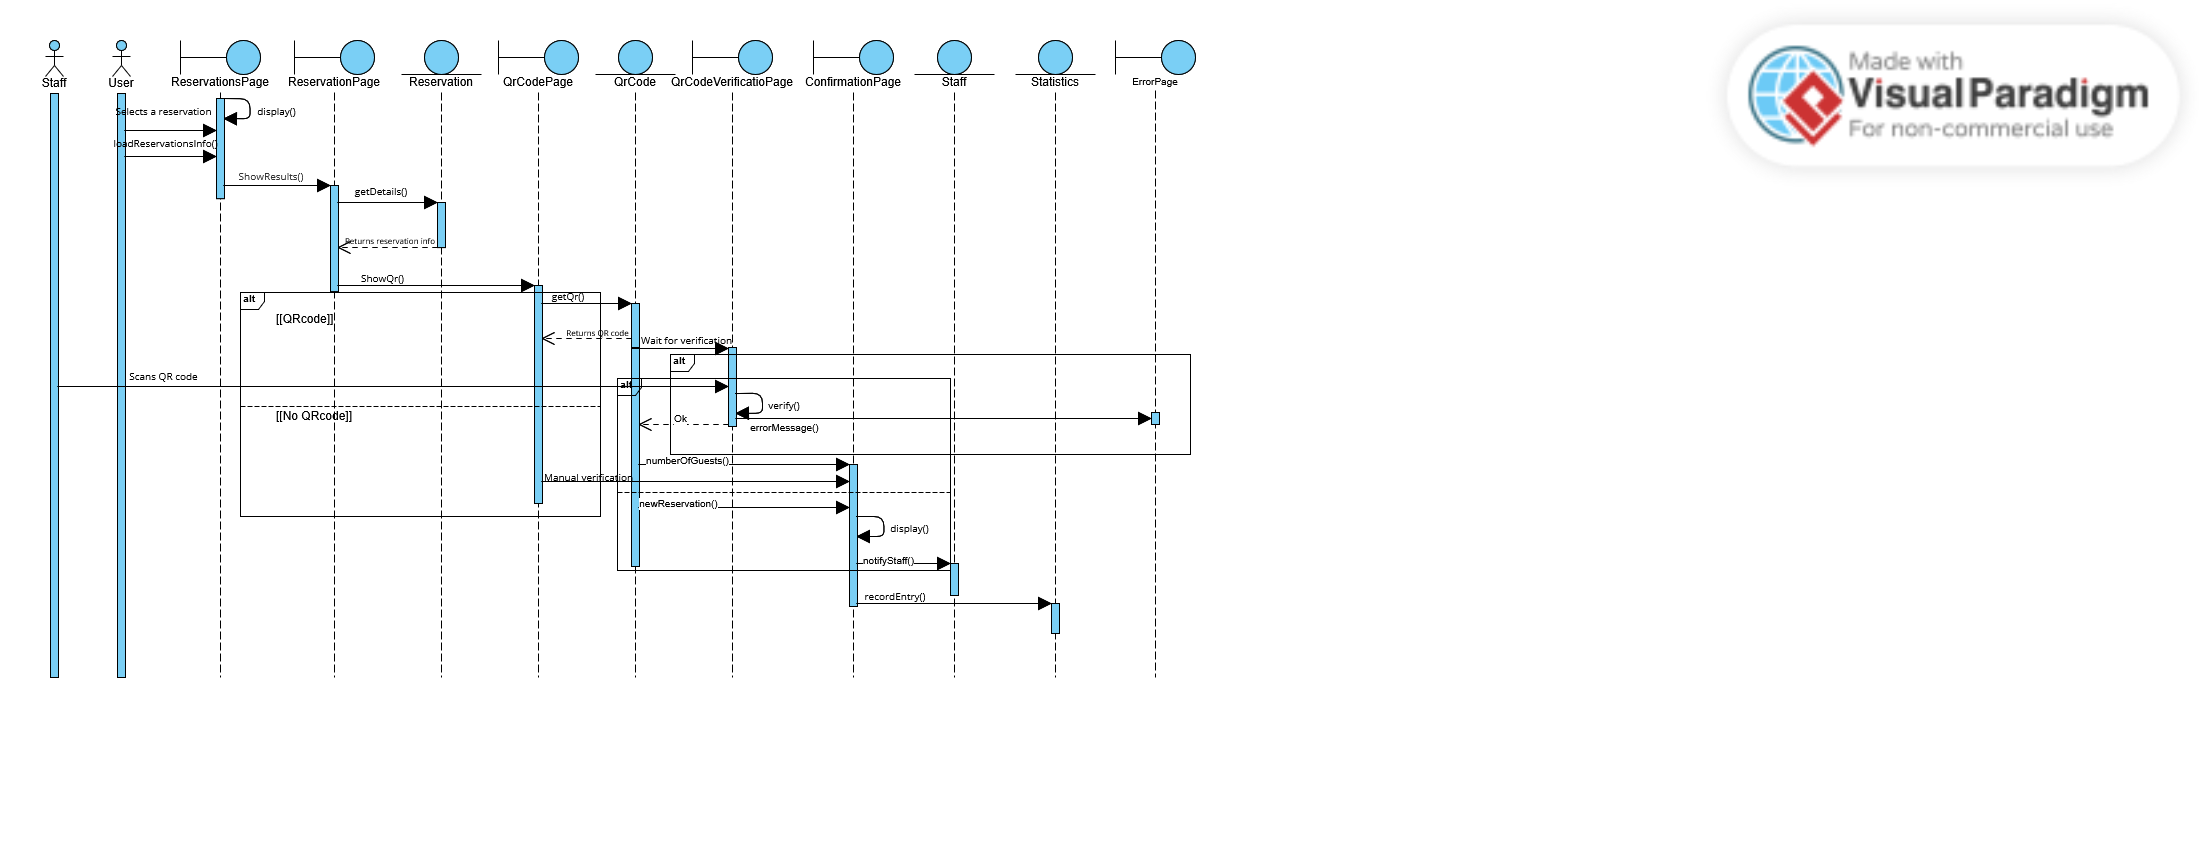 Made with
Visual Paradigm
For non-commercial use
Staff
User
ReservationsPage
ReservationPage
Reservation
QrCodePage
QrCode
QrCodeVerificatioPage
ConfirmationPage
Staff
Statistics
ErrorPage
Selects a reservation
display()
loadReservationsInfo()
ShowResults()
getDetails()
Returns reservation info
ShowQr()
alt
getQr()
[[QRcode]]
Returns QR code
Wait for verification
alt
Scans QR code
alt
verify()
[[No QRcode]]
Ok
errorMessage()
numberOfGuests()
Manual verification
newReservation()
display()
notifyStaff()
recordEntry()